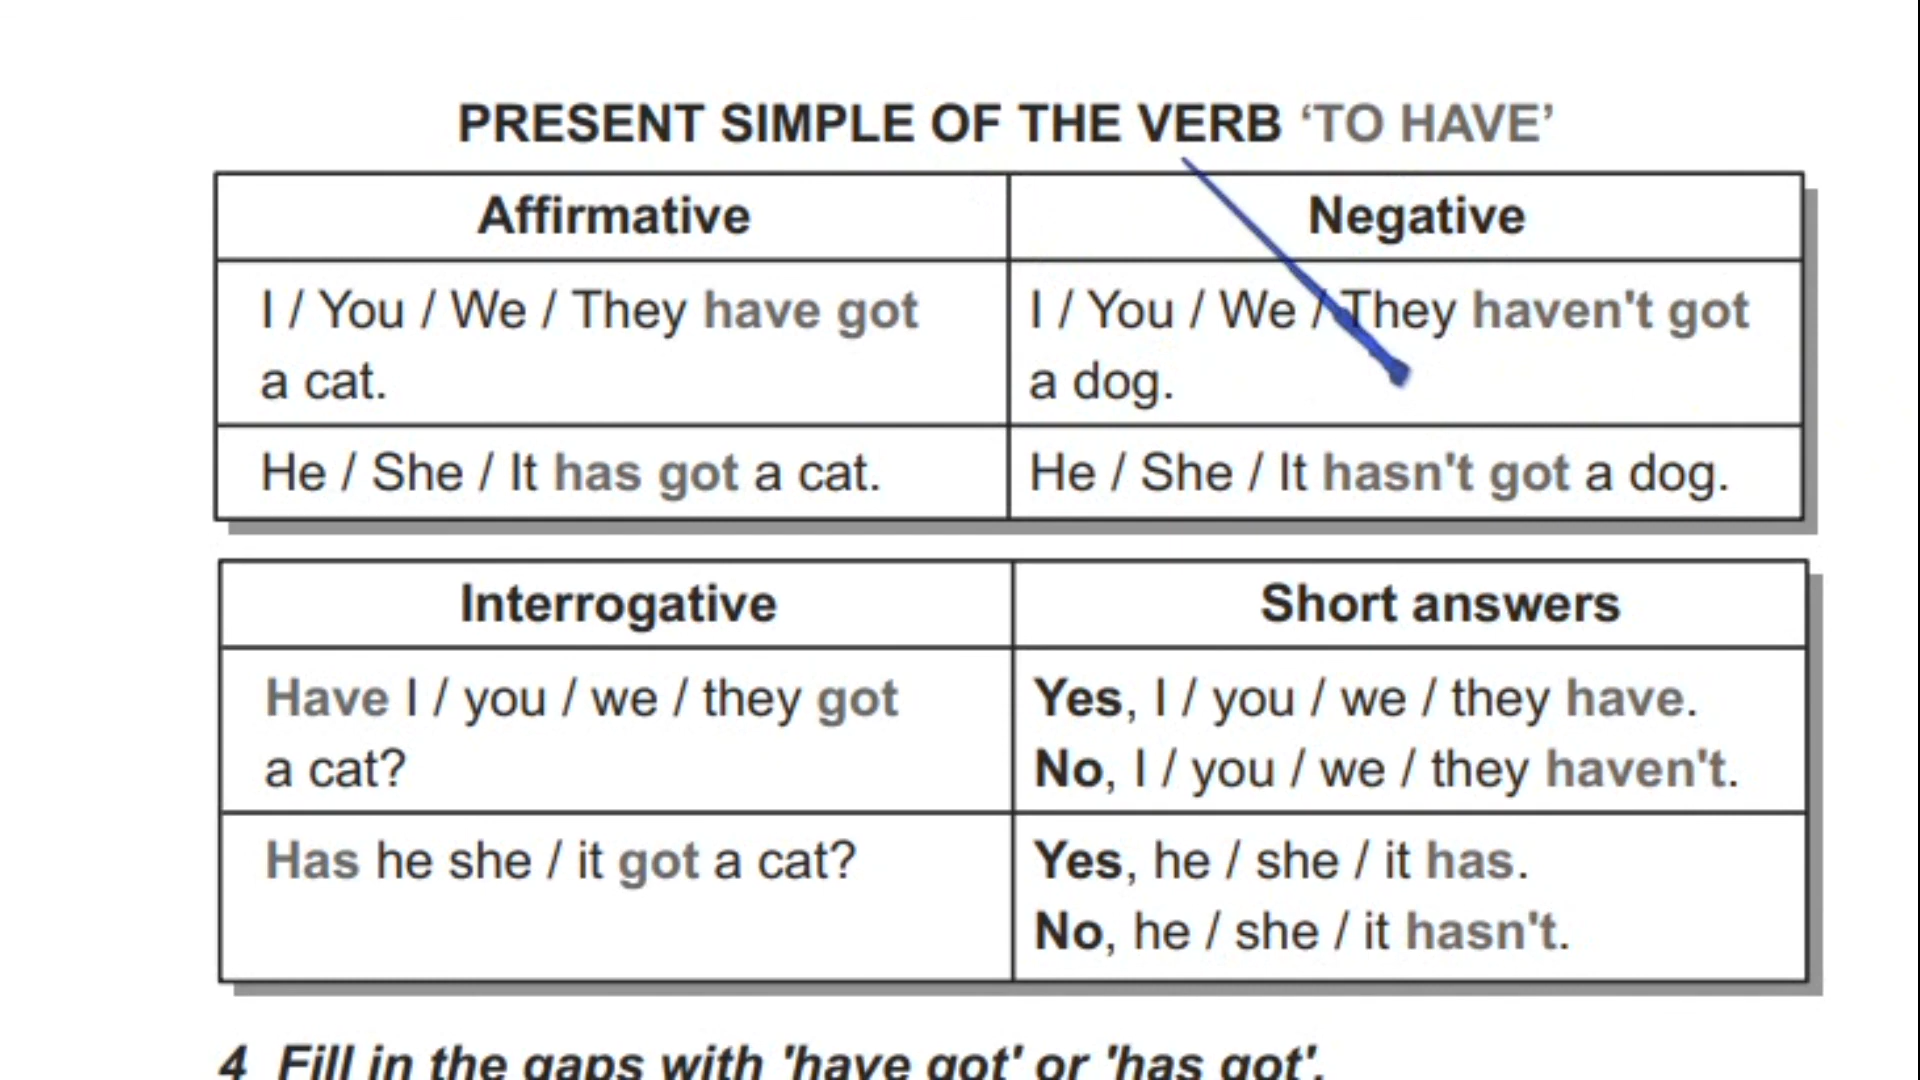 PRESENT SIMPLE OF THE VERB ‘TO HAVE’
Affirmative
Negative
I / You / We / They have got
a cat.
I / You / We / They haven't got
a dog.
He / She / It has got a cat.
He / She / It hasn't got a dog.
Interrogative
Short answers
Have I / you / we / they got
a cat?
Yes, I / you / we / they have.
No, I / you / we / they haven't.
Has he she / it got a cat?
Yes, he / she / it has.
No, he / she / it hasn't.
4 Fill in the gaps with 'have got' or 'has got'.